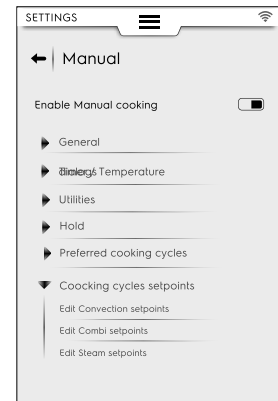 SETTINGS
Manual
Enable Manual cooking
General
Temperature
Utilities
Hold
Preferred cooking cycles
Coocking cycles setpoints
Edit Convection setpoints
Edit Combi setpoints
Edit Steam setpoints